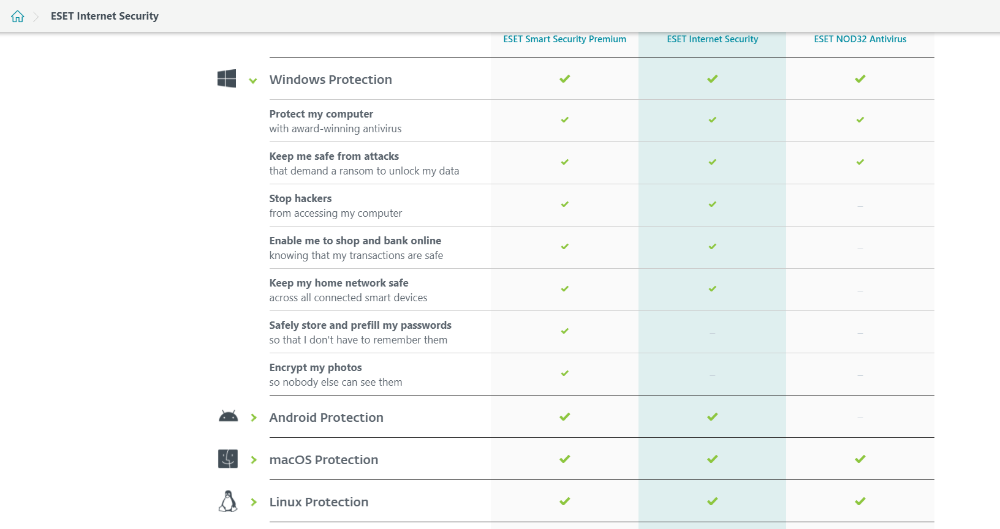 ESET Internet Security
ESET Smart Security Premium ESET Internet Security ESET NOD32 Antivirus
Windows Protection
Protect my computer
with award-winning antivirus
Keep me safe from attacks
that demand a ransom to unlock my data
Stop hackers
from accessing my computer
Enable me to shop and bank online
knowing that my transactions are safe
Keep my home network safe
across all connected smart devices
Safely store and prefill my passwords
so that I don't have to remember them
Encrypt my photos
so nobody else can see them
Android Protection
macOS Protection
Linux Protection